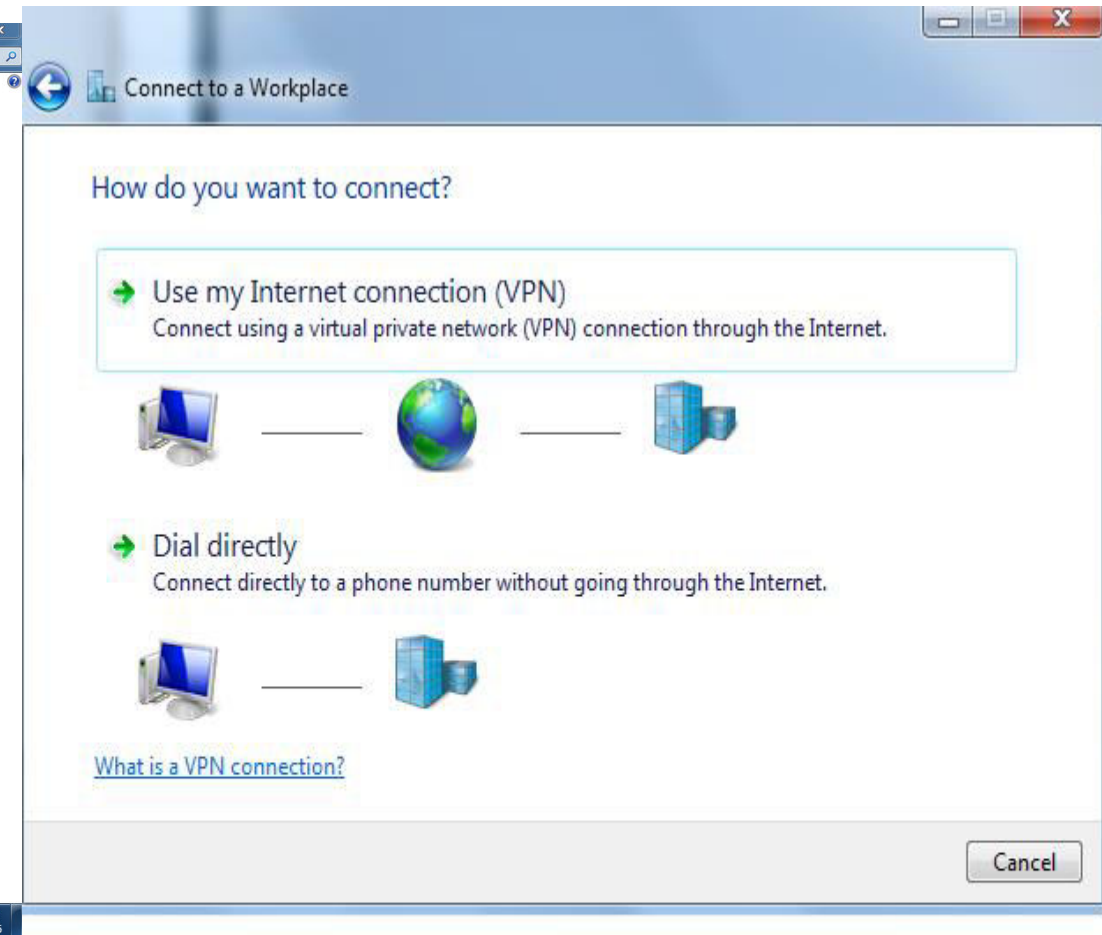 Connect to a Workplace
How do you want to connect?
Use my Internet connection (VPN)
Connect using a virtual private network (VPN) connection through the Internet.
Dial directly
Connect directly to a phone number without going through the Internet.
What is a VPN connection?
Cancel